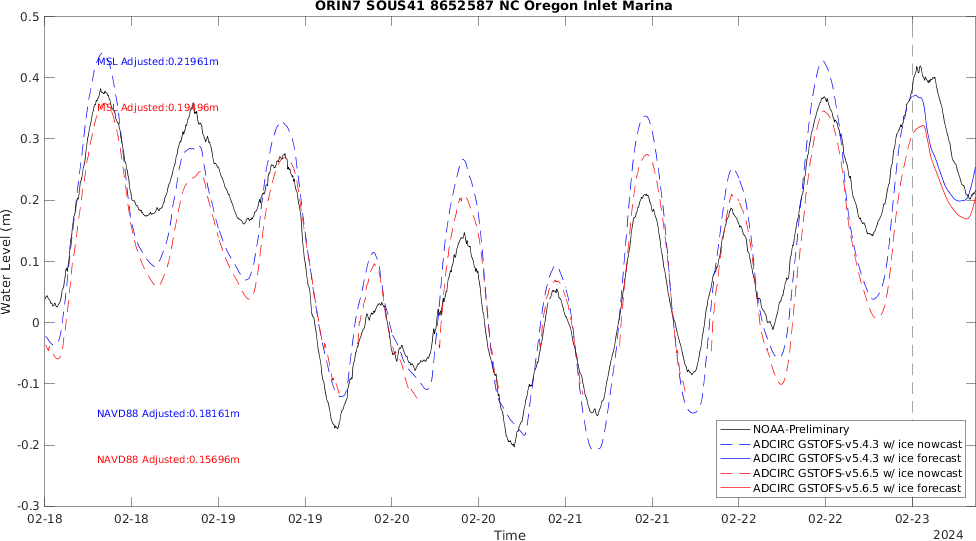 ORIN7 SOUS41 8652587 NC Oregon Inlet Marina
0.5
0.4
0.3
0.2
0.1
0
-0.1
-0.2
-0.3
Water Level (m)
MSL Adjusted:0.21961m
MSL Adjusted:0.19496m
NAVD88 Adjusted:0.18161m
NAVD88 Adjusted:0.15696m
NOAA-Preliminary
ADCIRC GSTOFS-v5.4.3 w/ ice nowcast
ADCIRC GSTOFS-v5.4.3 w/ ice forecast
ADCIRC GSTOFS-v5.6.5 w/ ice nowcast
ADCIRC GSTOFS-v5.6.5 w/ ice forecast
02-18 02-18 02-19 02-19 02-20 02-20 02-21 02-21 02-22 02-22 02-23
Time
2024